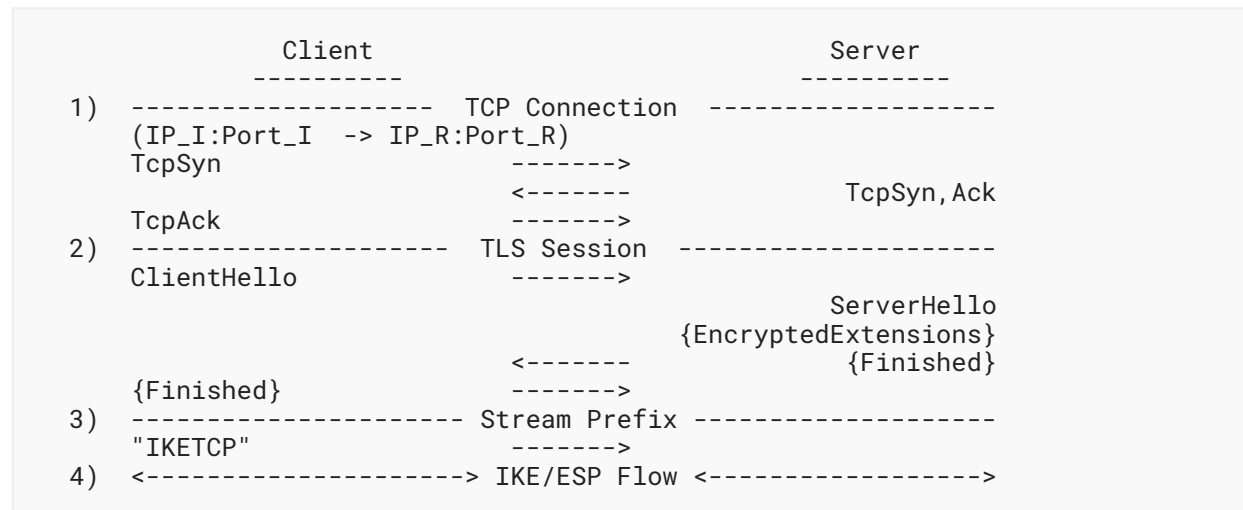 Client                              Server
----------                            ----------
1)  --------------------  TCP Connection  -------------------
(IP_I:Port_I  -> IP_R:Port_R)
TcpSyn                   ------->
<-------              TcpSyn,Ack
TcpAck                   ------->
2)  ---------------------  TLS Session  ---------------------
ClientHello              ------->
ServerHello
{EncryptedExtensions}
<-------              {Finished}
{Finished}               ------->
3)  ---------------------- Stream Prefix --------------------
"IKETCP"                 ------->
4)  <----------------------> IKE/ESP Flow <------------------>